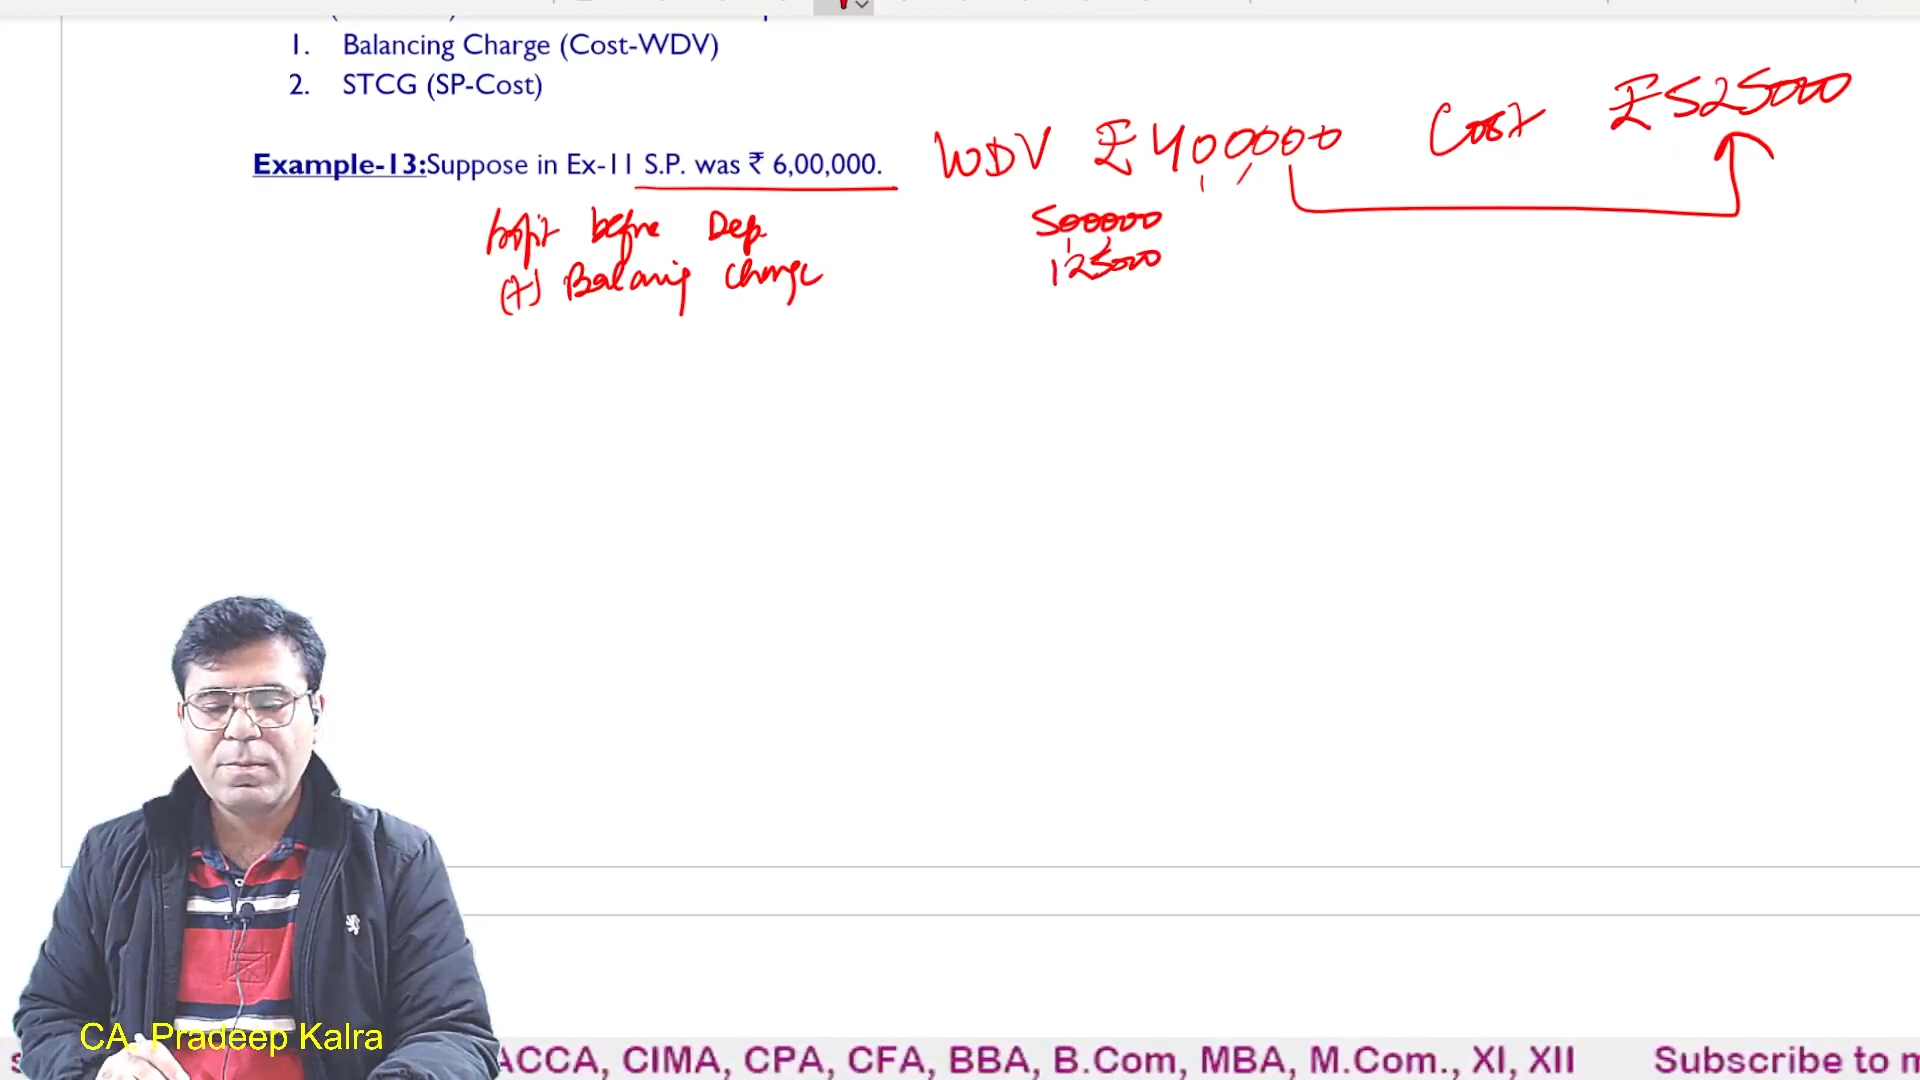 1. Balancing Charge (Cost-WDV)
2. STCG (SP-Cost)
Example-13:Suppose in Ex-11 S.P. was ₹ 6,00,000.
WDV ₹ 400000 Cost ₹ 525000
Profit before Dep 500000
(+) Balancing Charge 125000
CA. Pradeep Kalra
ACCA, CIMA, CPA, CFA, BBA, B.Com, MBA, M.Com., XI, XII Subscribe to